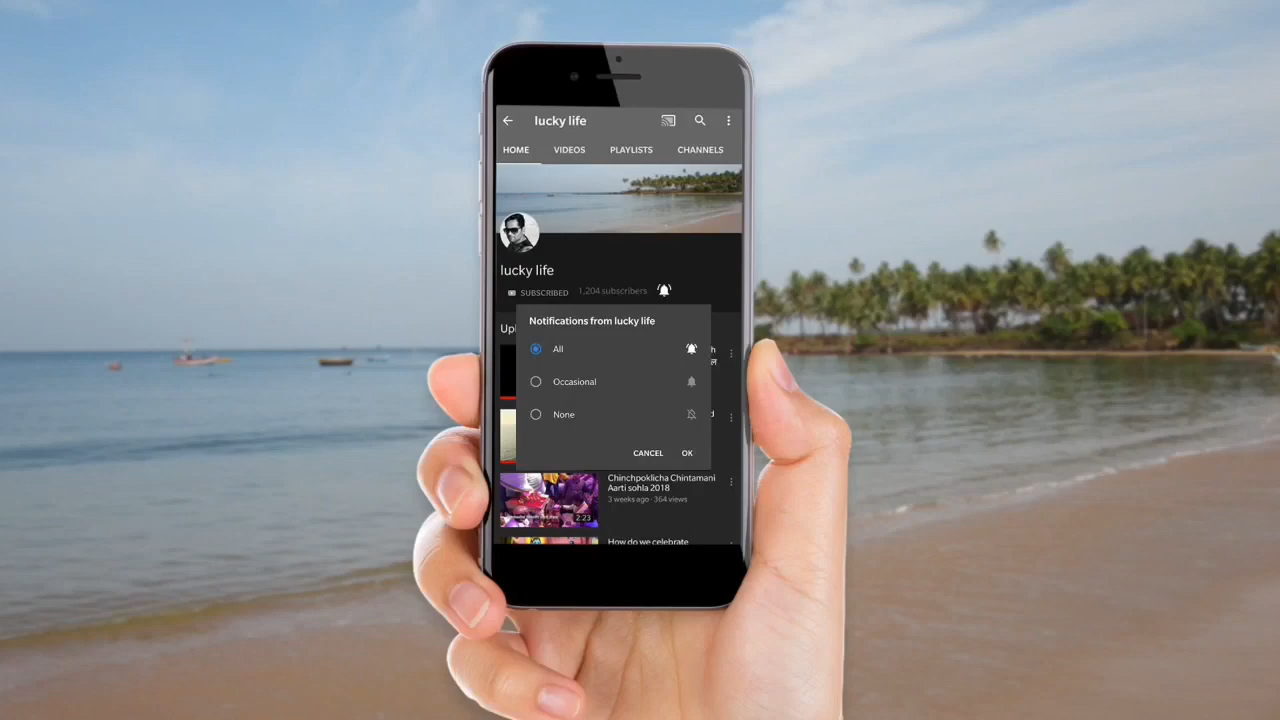 lucky life
HOME VIDEOS PLAYLISTS CHANNELS
lucky life
SUBSCRIBED 1,204 subscribers
Notifications from lucky life
All
Occasional
None
CANCEL OK
Chinchpoklicha Chintamani
Aarti sohla 2018
3 weeks ago · 364 views
2:23
How do we celebrate